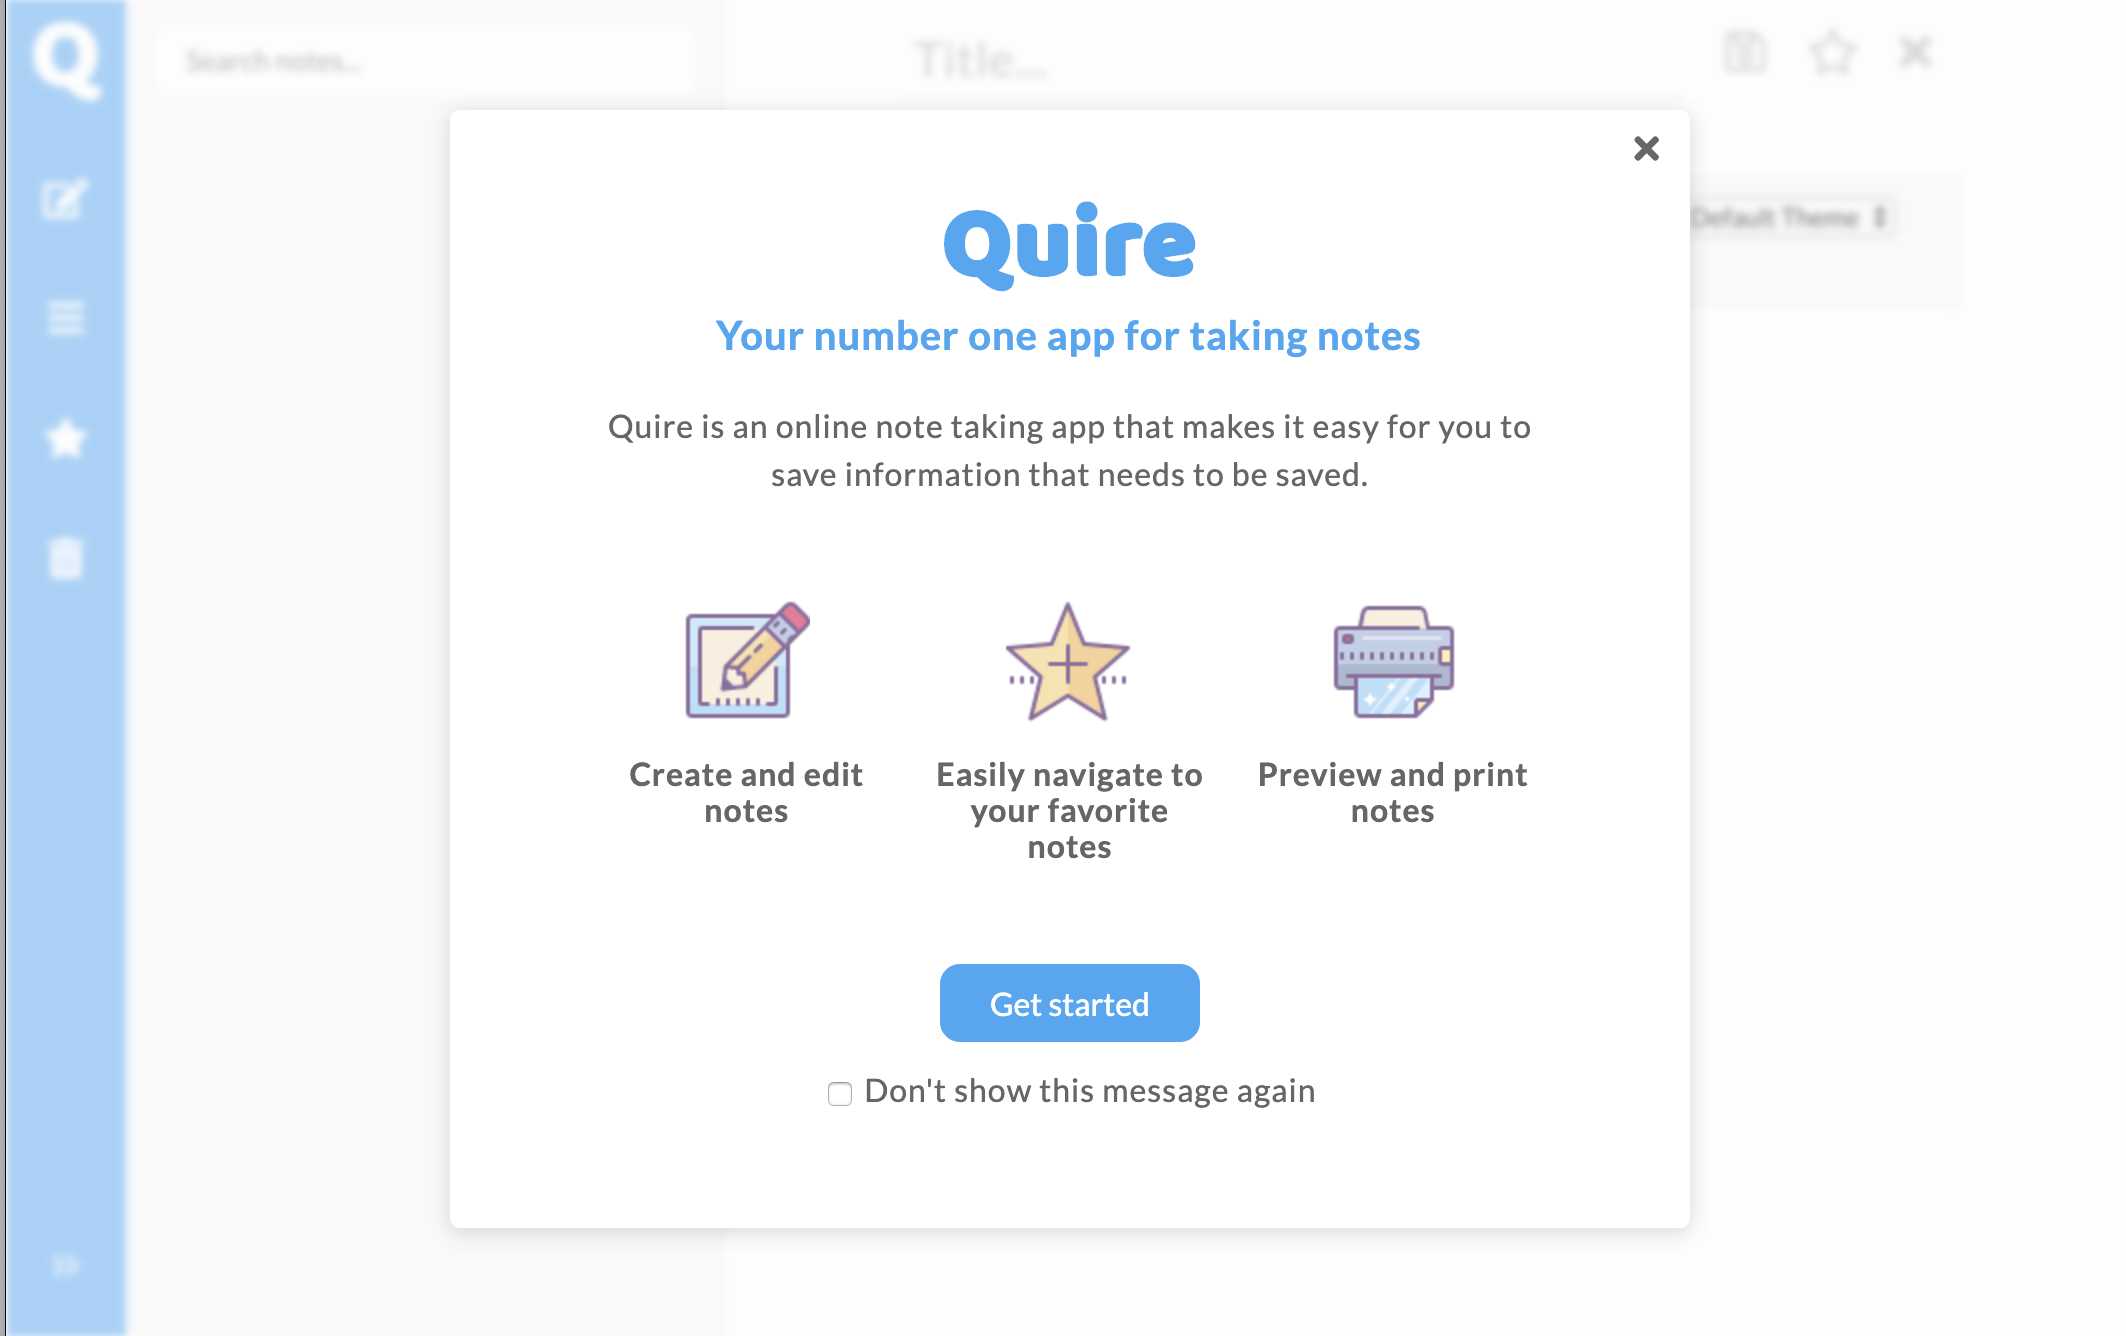 Q
Search notes...
Title...
Default Theme
Quire
Your number one app for taking notes
Quire is an online note taking app that makes it easy for you to
save information that needs to be saved.
Create and edit
notes
Easily navigate to
your favorite
notes
Preview and print
notes
Get started
Don't show this message again